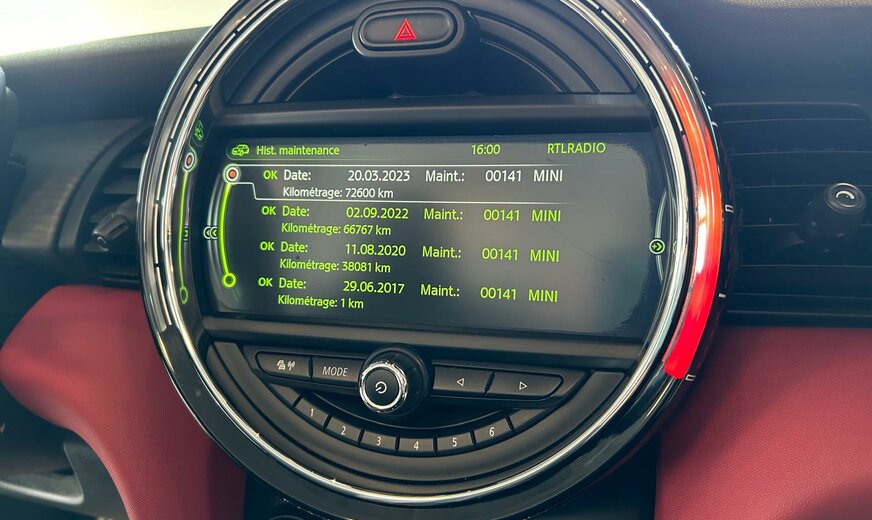 Hist. maintenance 16:00 RTLRADIO
OK Date: 20.03.2023 Maint.: 00141 MINI
Kilométrage: 72600 km
OK Date: 02.09.2022 Maint.: 00141 MINI
Kilométrage: 66767 km
OK Date: 11.08.2020 Maint.: 00141 MINI
Kilométrage: 38081 km
OK Date: 29.06.2017 Maint.: 00141 MINI
Kilométrage: 1 km
MODE
1 2 3 4 5 6